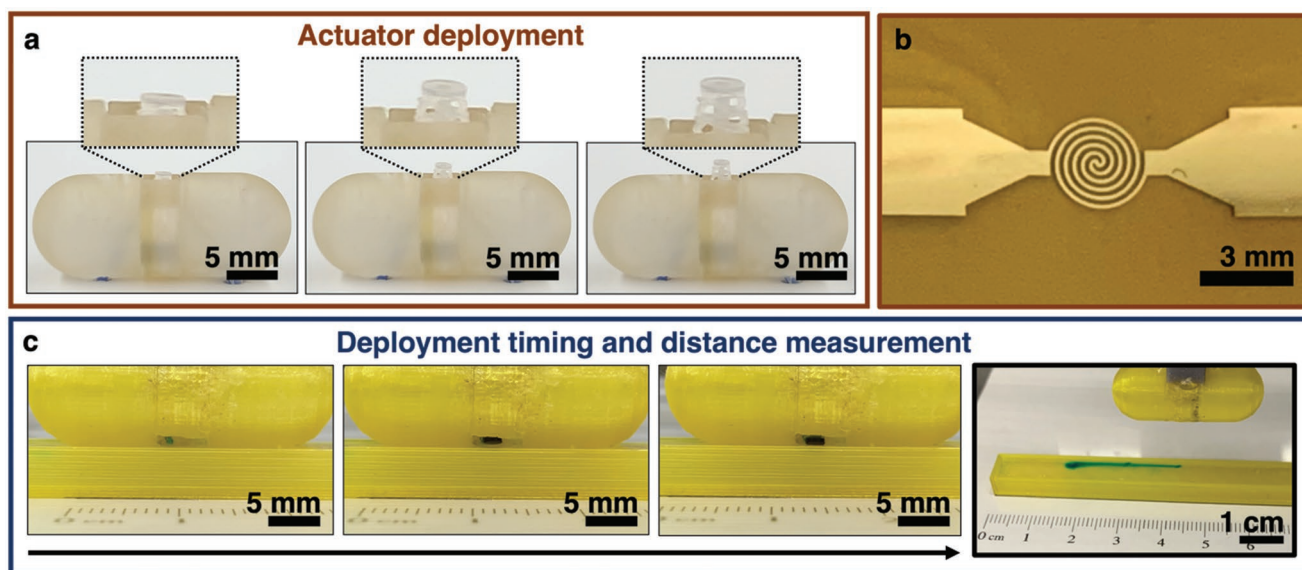 a
Actuator deployment
5 mm
5 mm
5 mm
b
3 mm
c
Deployment timing and distance measurement
5 mm
5 mm
5 mm
1 cm
0 cm 1 2 3 4 5 6